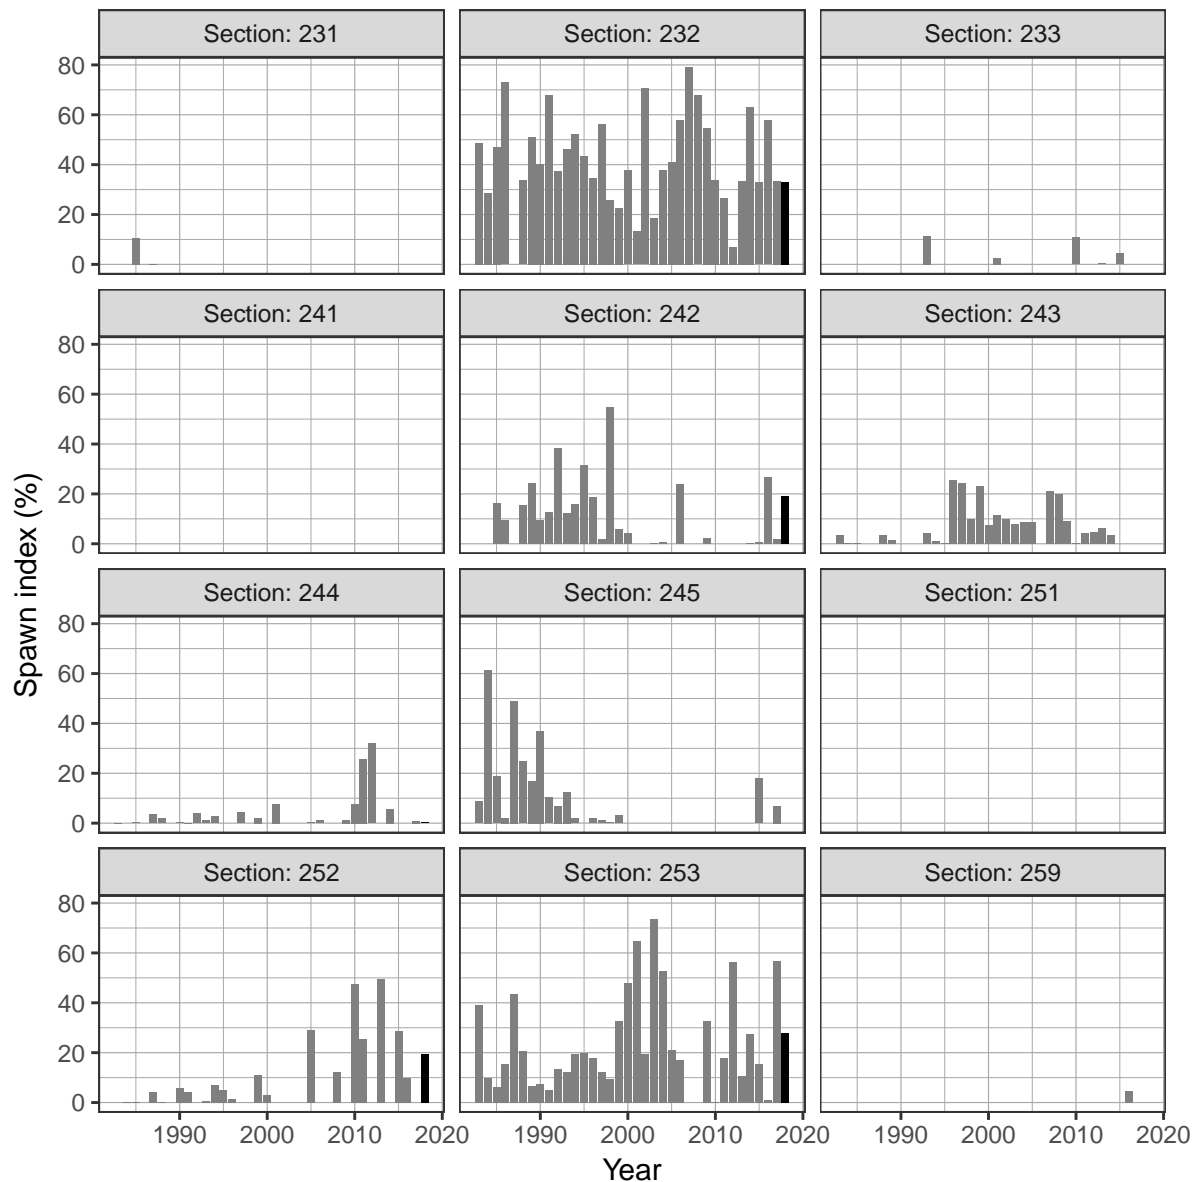 Section: 231
Section: 232
Section: 233
80
60
40
20
0
Section: 241
Section: 242
Section: 243
80
60
40
20
0
Section: 244
Section: 245
Section: 251
80
60
40
20
0
Section: 252
Section: 253
Section: 259
80
60
40
20
0
1990 2000 2010 2020
1990 2000 2010 2020
1990 2000 2010 2020
Year
Spawn index (%)